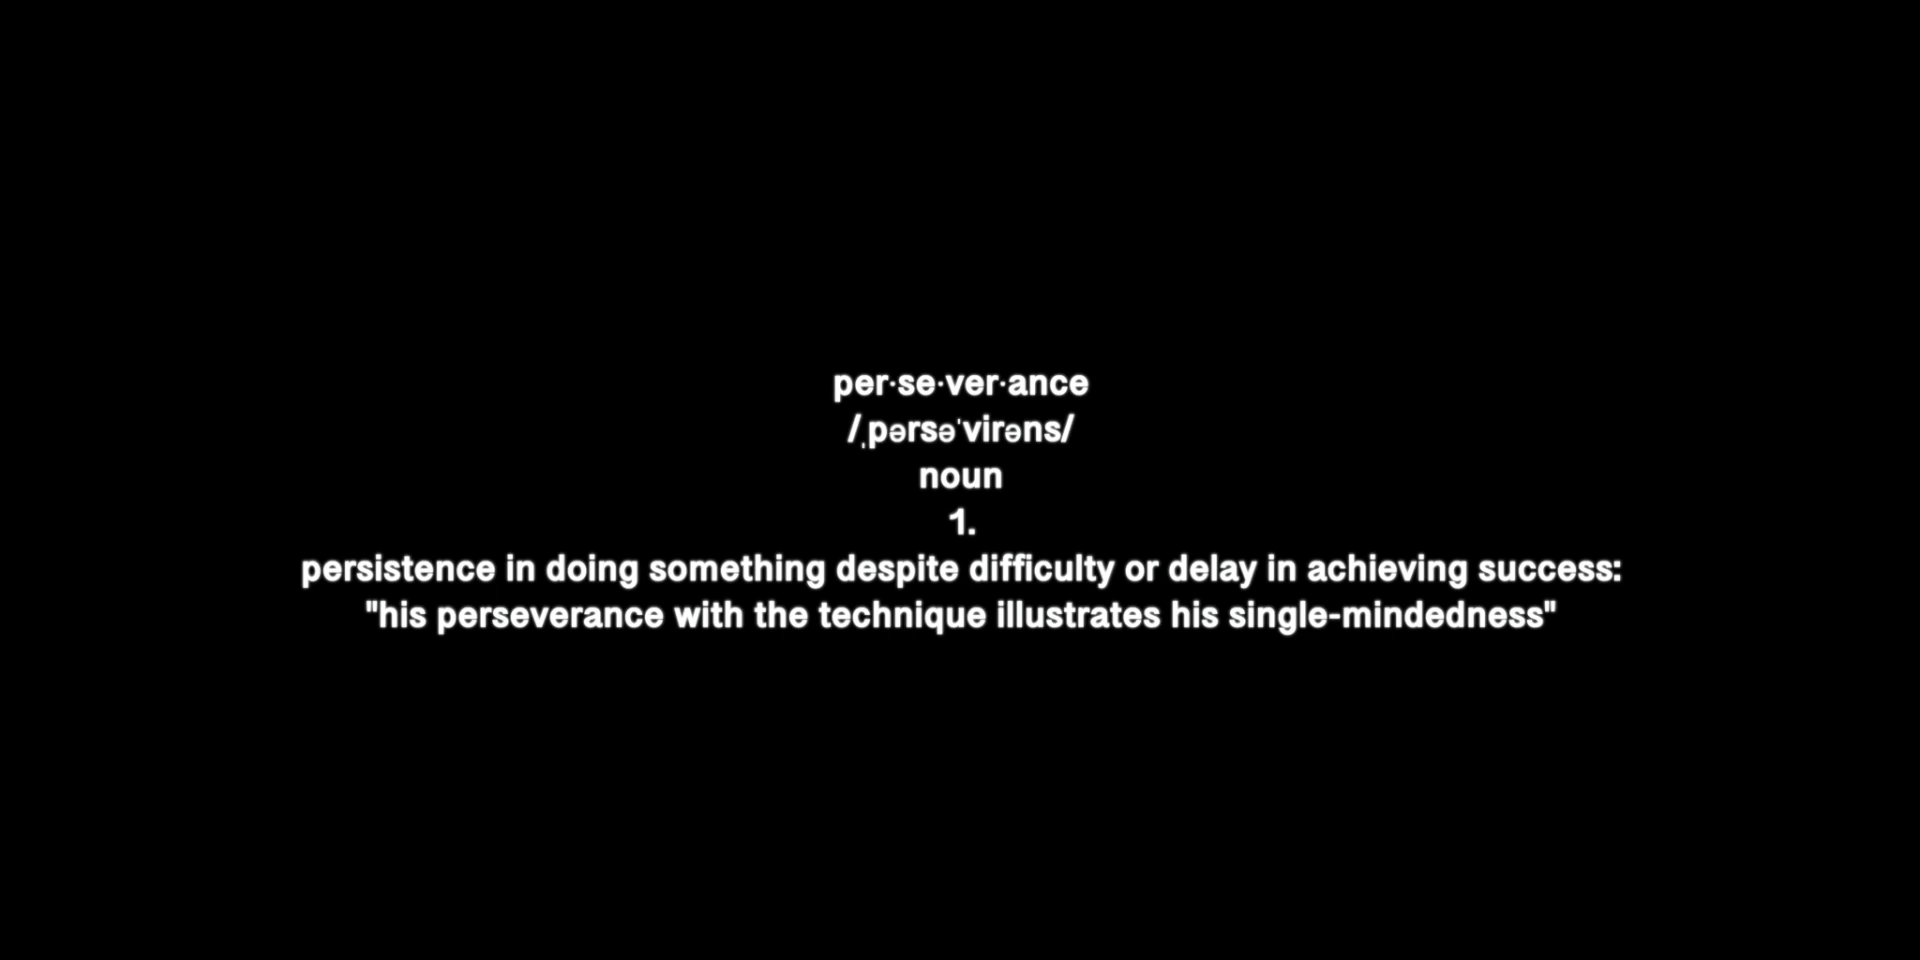 per·se·ver·ance
/ˌpərsəˈvirəns/
noun
1.
persistence in doing something despite difficulty or delay in achieving success:
"his perseverance with the technique illustrates his single-mindedness"